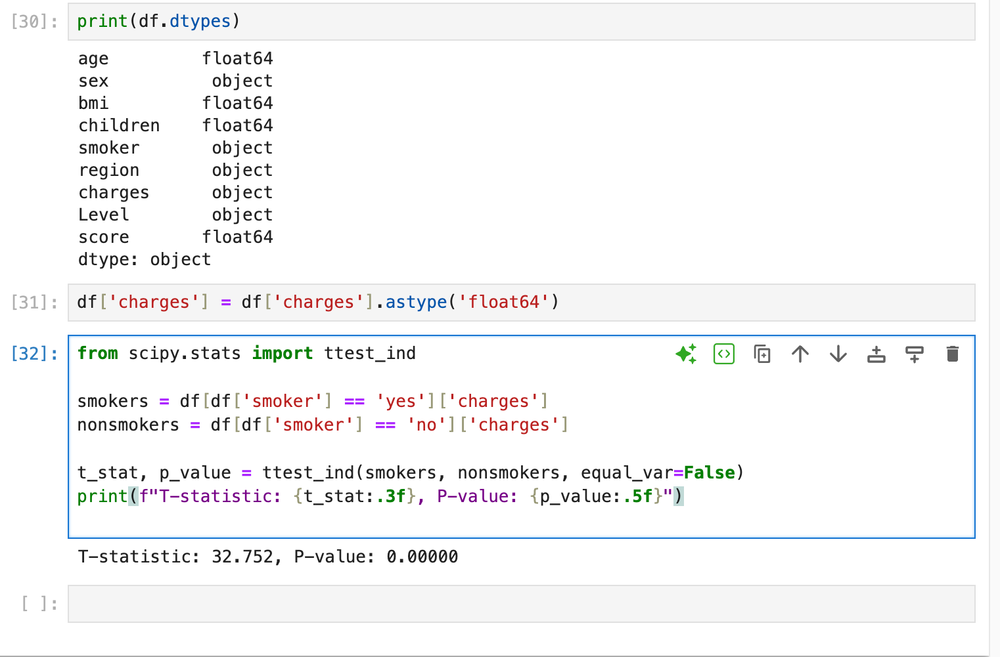 [30]: print(df.dtypes)
age         float64
sex          object
bmi         float64
children    float64
smoker       object
region       object
charges      object
Level        object
score       float64
dtype: object
[31]: df['charges'] = df['charges'].astype('float64')
[32]: from scipy.stats import ttest_ind
smokers = df[df['smoker'] == 'yes']['charges']
nonsmokers = df[df['smoker'] == 'no']['charges']
t_stat, p_value = ttest_ind(smokers, nonsmokers, equal_var=False)
print(f"T-statistic: {t_stat:.3f}, P-value: {p_value:.5f}")
T-statistic: 32.752, P-value: 0.00000
[ ]: